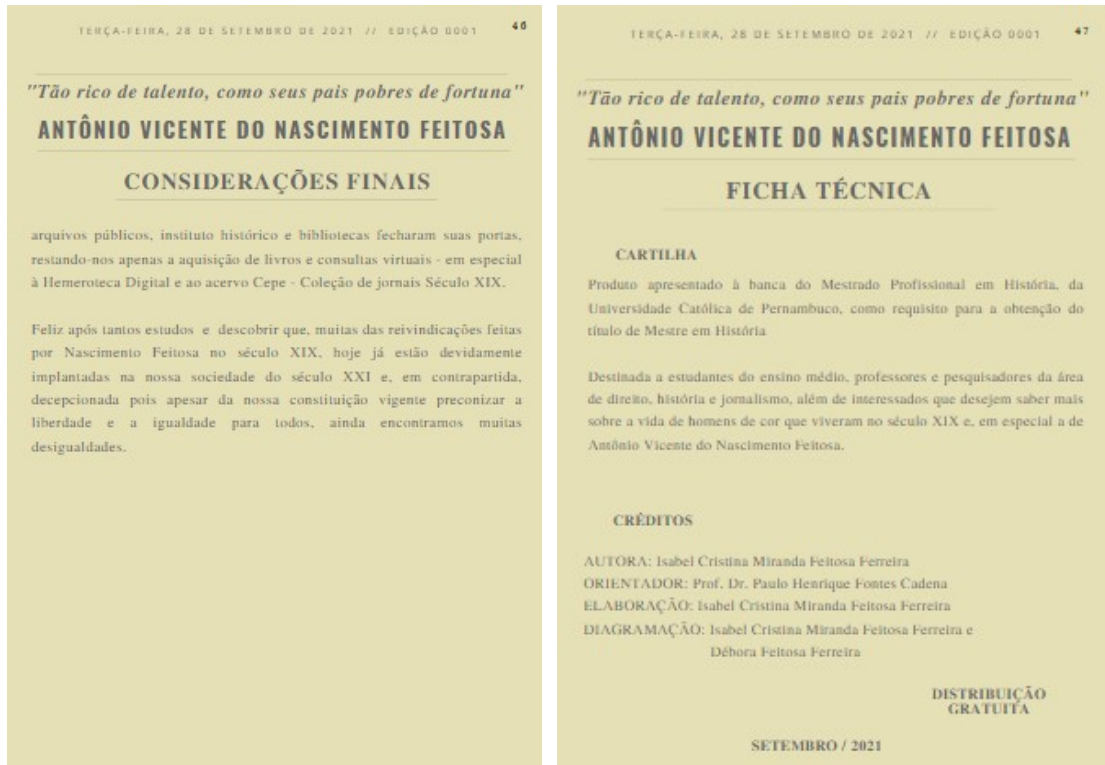 TERÇA-FEIRA, 28 DE SETEMBRO DE 2021 // EDIÇÃO 0001 46
"Tão rico de talento, como seus pais pobres de fortuna"
ANTÔNIO VICENTE DO NASCIMENTO FEITOSA
CONSIDERAÇÕES FINAIS
arquivos públicos, instituto histórico e bibliotecas fecharam suas portas,
restando-nos apenas a aquisição de livros e consultas virtuais - em especial
à Hemeroteca Digital e ao acervo Cepe - Coleção de jornais Século XIX.
Feliz após tantos estudos e descobrir que, muitas das reivindicações feitas
por Nascimento Feitosa no século XIX, hoje já estão devidamente
implantadas na nossa sociedade do século XXI e, em contrapartida,
decepcionada pois apesar da nossa constituição vigente preconizar a
liberdade e a igualdade para todos, ainda encontramos muitas
desigualdades.
TERÇA-FEIRA, 28 DE SETEMBRO DE 2021 // EDIÇÃO 0001 47
"Tão rico de talento, como seus pais pobres de fortuna"
ANTÔNIO VICENTE DO NASCIMENTO FEITOSA
FICHA TÉCNICA
CARTILHA
Produto apresentado à banca do Mestrado Profissional em História, da
Universidade Católica de Pernambuco, como requisito para a obtenção do
título de Mestre em História
Destinada a estudantes do ensino médio, professores e pesquisadores da área
de direito, história e jornalismo, além de interessados que desejem saber mais
sobre a vida de homens de cor que viveram no século XIX e, em especial a de
Antônio Vicente do Nascimento Feitosa.
CRÉDITOS
AUTORA: Isabel Cristina Miranda Feitosa Ferreira
ORIENTADOR: Prof. Dr. Paulo Henrique Fontes Cadena
ELABORAÇÃO: Isabel Cristina Miranda Feitosa Ferreira
DIAGRAMAÇÃO: Isabel Cristina Miranda Feitosa Ferreira e
Débora Feitosa Ferreira
DISTRIBUIÇÃO
GRATUITA
SETEMBRO / 2021